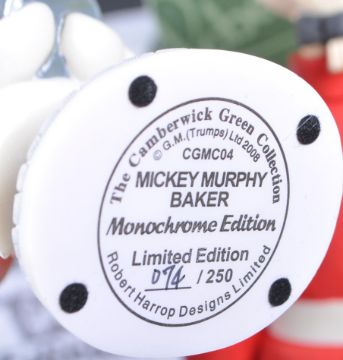 The Camberwick Green Collection
© G.M.(Trumps) Ltd 2008
CGMC04
MICKEY MURPHY
BAKER
Monochrome Edition
Limited Edition
074 / 250
Robert Harrop Designs Limited